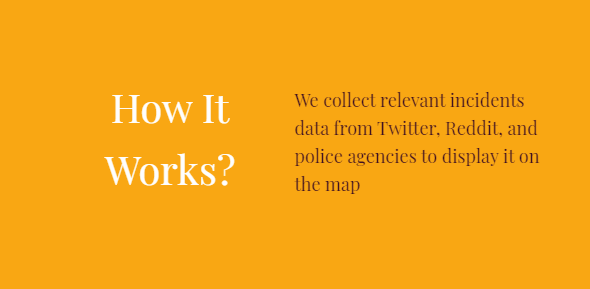 How It
Works?
We collect relevant incidents
data from Twitter, Reddit, and
police agencies to display it on
the map